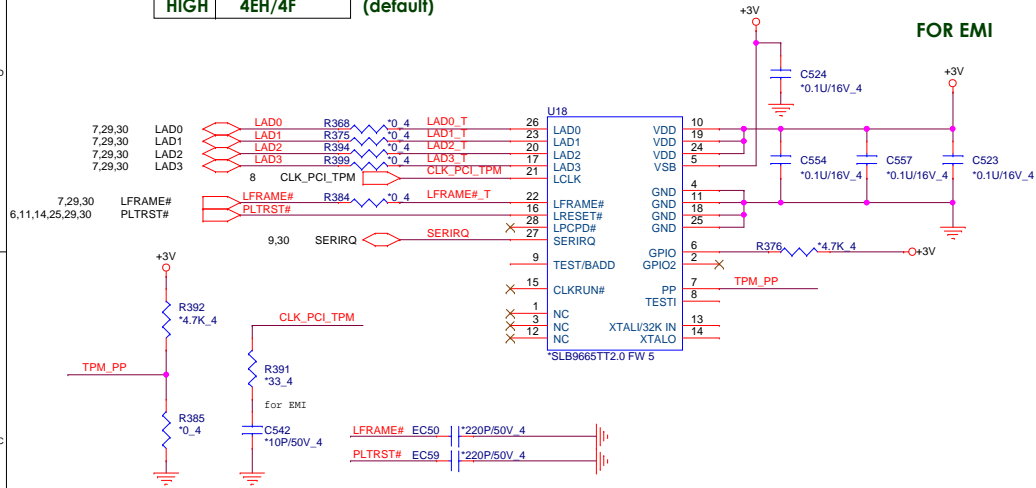 HIGH 4EH/4F (default)
+3V
FOR EMI
D
C524
*0.1U/16V_4
+3V
U18
7,29,30 LAD0 LAD0 R368 *0_4 LAD0_T 26 LAD0 VDD 10
7,29,30 LAD1 LAD1 R375 *0_4 LAD1_T 23 LAD1 VDD 19
7,29,30 LAD2 LAD2 R394 *0_4 LAD2_T 20 LAD2 VDD 24
7,29,30 LAD3 LAD3 R399 *0_4 LAD3_T 17 LAD3 VSB 5
8 CLK_PCI_TPM CLK_PCI_TPM 21 LCLK
C554 C557 C523
*0.1U/16V_4 *0.1U/16V_4 *0.1U/16V_4
GND 4
7,29,30 LFRAME# LFRAME# R384 *0_4 LFRAME#_T 22 LFRAME# GND 11
6,11,14,25,29,30 PLTRST# PLTRST# 16 LRESET# GND 18
28 LPCPD# GND 25
9,30 SERIRQ SERIRQ 27 SERIRQ
GPIO 6 R376 *4.7K_4 +3V
9 TEST/BADD GPIO2 2
15 CLKRUN# PP 7 TPM_PP
TESTI 8
1 NC
3 NC XTALI/32K IN 13
12 NC XTALO 14
*SLB9665TT2.0 FW 5
+3V
R392
*4.7K_4
CLK_PCI_TPM
TPM_PP
R391
*33_4
for EMI
R385
*0_4
C542
*10P/50V_4
LFRAME# EC50 *220P/50V_4
PLTRST# EC59 *220P/50V_4
C